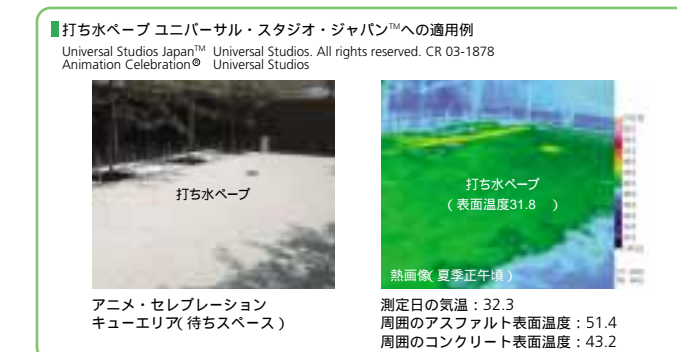 打ち水ペーブ ユニバーサル・スタジオ・ジャパン™への適用例
Universal Studios Japan™ Universal Studios. All rights reserved. CR 03-1878
Animation Celebration® Universal Studios
打ち水ペーブ
アニメ・セレブレーション
キューエリア(待ちスペース)
打ち水ペーブ
(表面温度31.8 )
熱画像(夏季正午頃)
測定日の気温:32.3
周囲のアスファルト表面温度:51.4
周囲のコンクリート表面温度:43.2